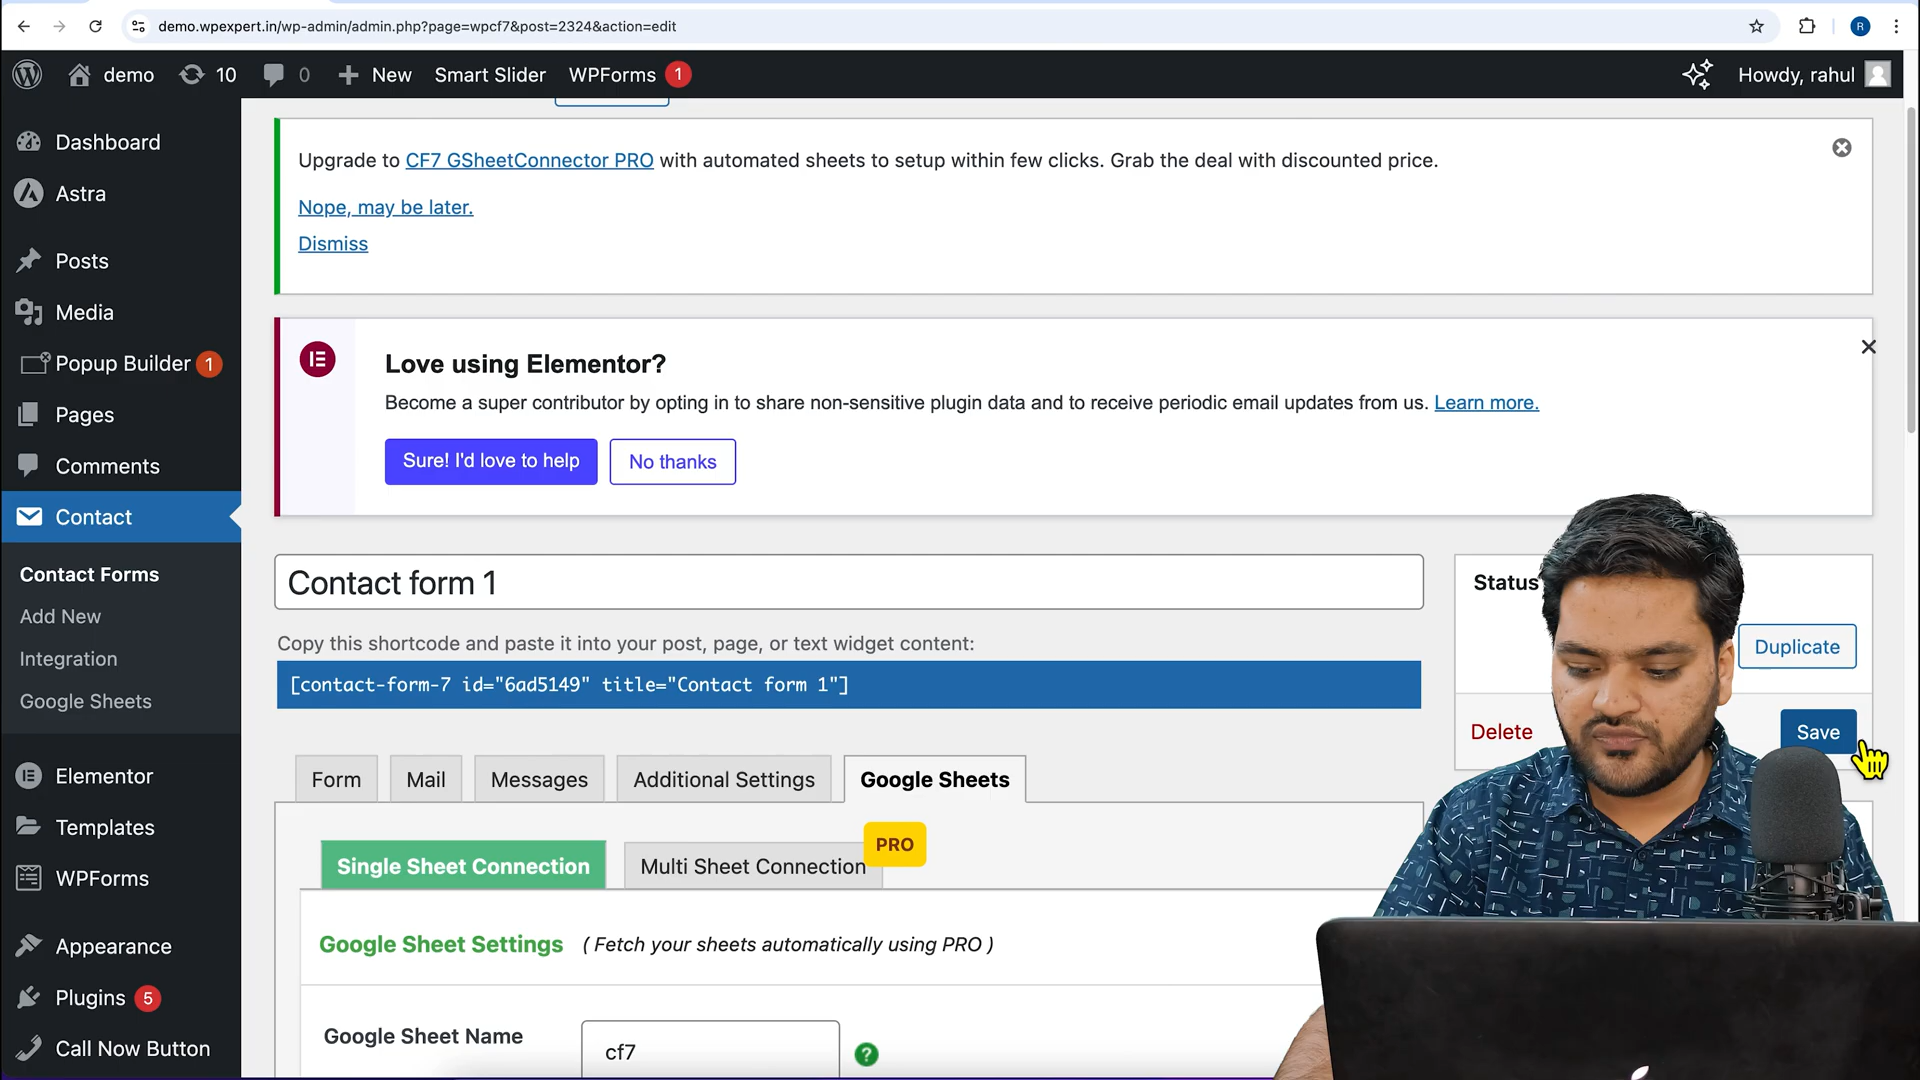 demo.wpexpert.in/wp-admin/admin.php?page=wpcf7&post=2324&action=edit
R
demo
10
0
New
Smart Slider
WPForms 1
Howdy, rahul
Dashboard
Astra
Posts
Media
Popup Builder 1
Pages
Comments
Contact
Contact Forms
Add New
Integration
Google Sheets
Elementor
Templates
WPForms
Appearance
Plugins 5
Call Now Button
Upgrade to CF7 GSheetConnector PRO with automated sheets to setup within few clicks. Grab the deal with discounted price.
Nope, may be later.
Dismiss
Love using Elementor?
Become a super contributor by opting in to share non-sensitive plugin data and to receive periodic email updates from us. Learn more.
Sure! I'd love to help
No thanks
Contact form 1
Copy this shortcode and paste it into your post, page, or text widget content:
[contact-form-7 id="6ad5149" title="Contact form 1"]
Status
Duplicate
Delete
Save
Form
Mail
Messages
Additional Settings
Google Sheets
Single Sheet Connection
Multi Sheet Connection
PRO
Google Sheet Settings ( Fetch your sheets automatically using PRO )
Google Sheet Name
cf7
?